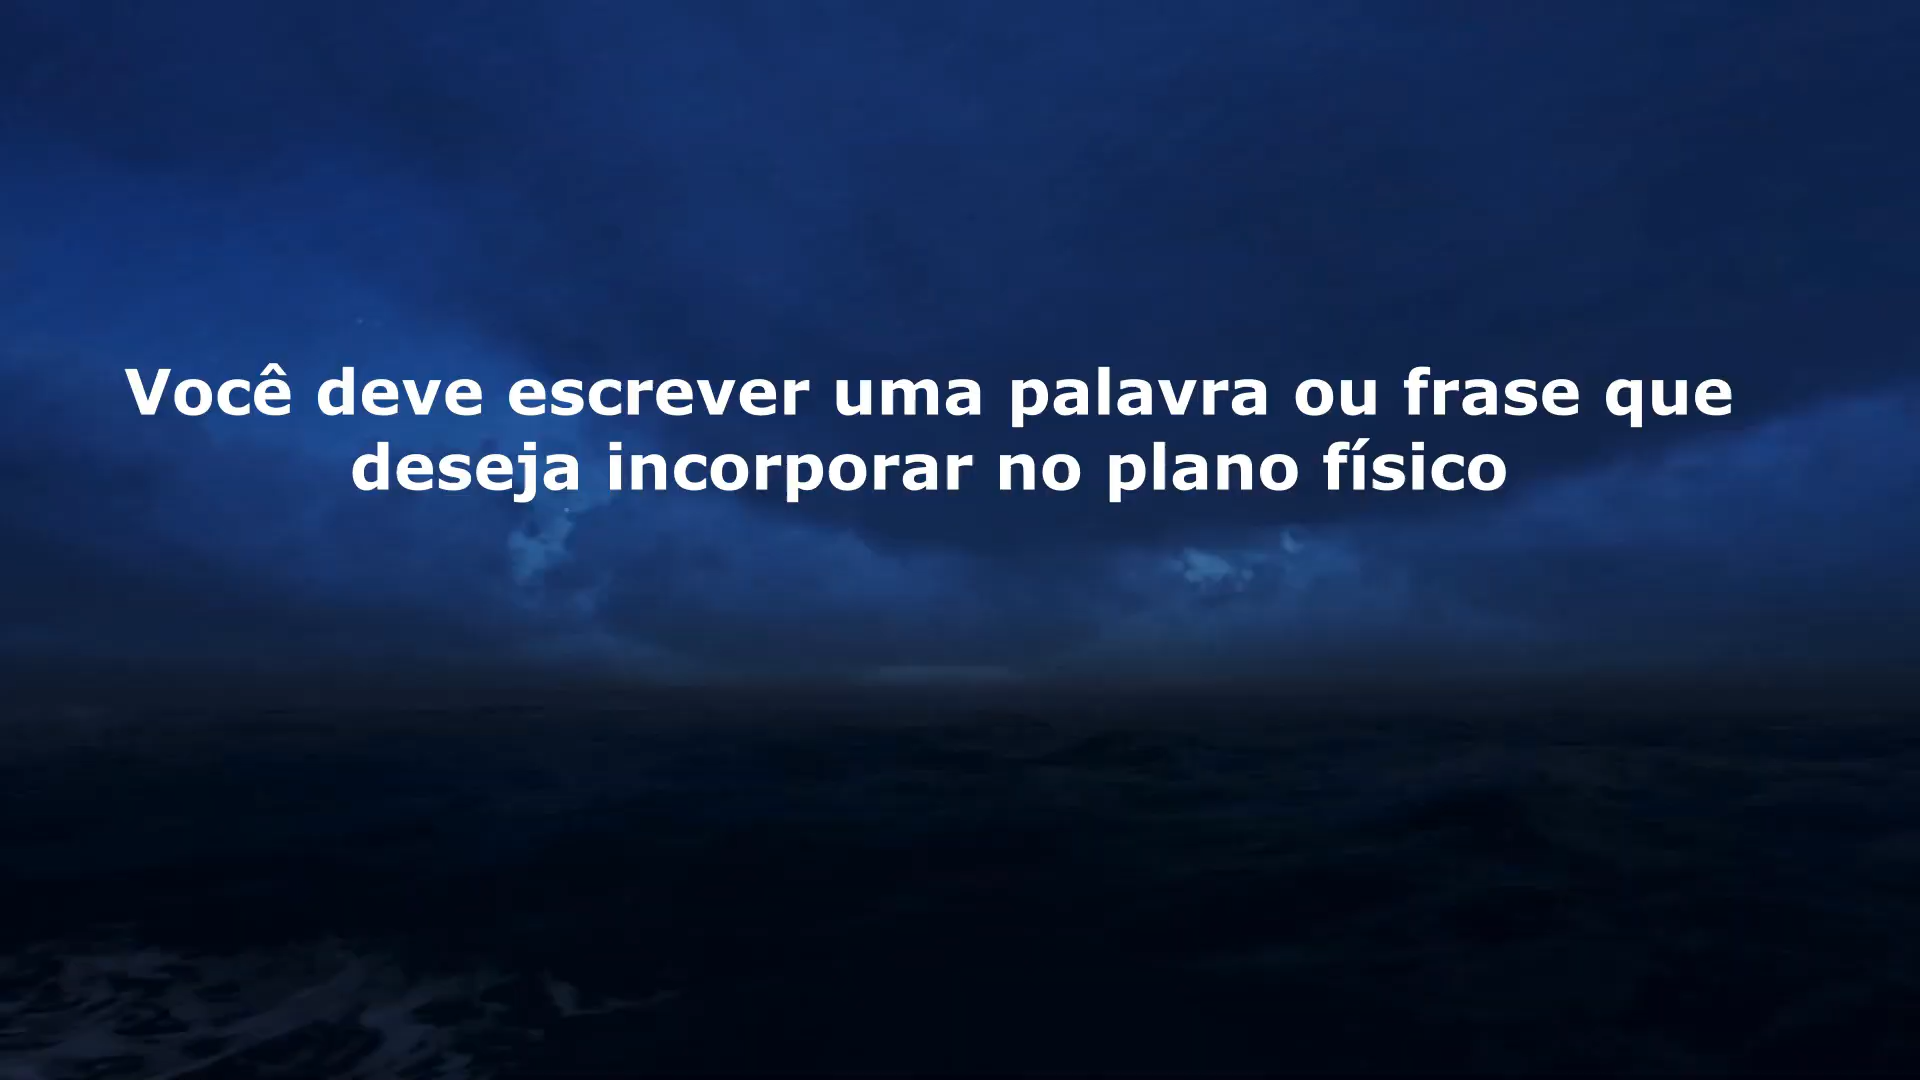 Você deve escrever uma palavra ou frase que
deseja incorporar no plano físico